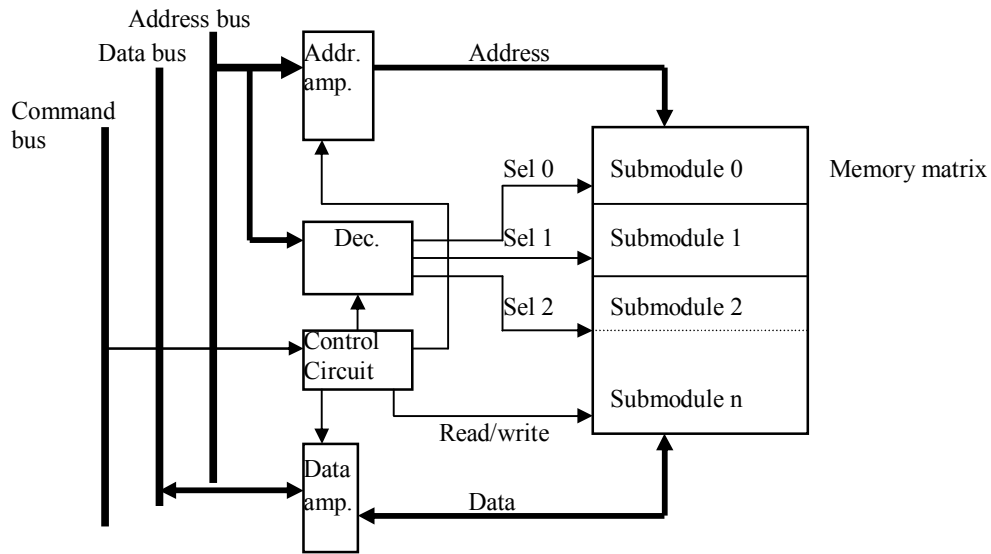 Address bus
Data bus
Command
bus
Addr.
amp.
Address
Sel 0
Submodule 0
Memory matrix
Dec.
Sel 1
Submodule 1
Sel 2
Submodule 2
Control
Circuit
Submodule n
Read/write
Data
amp.
Data